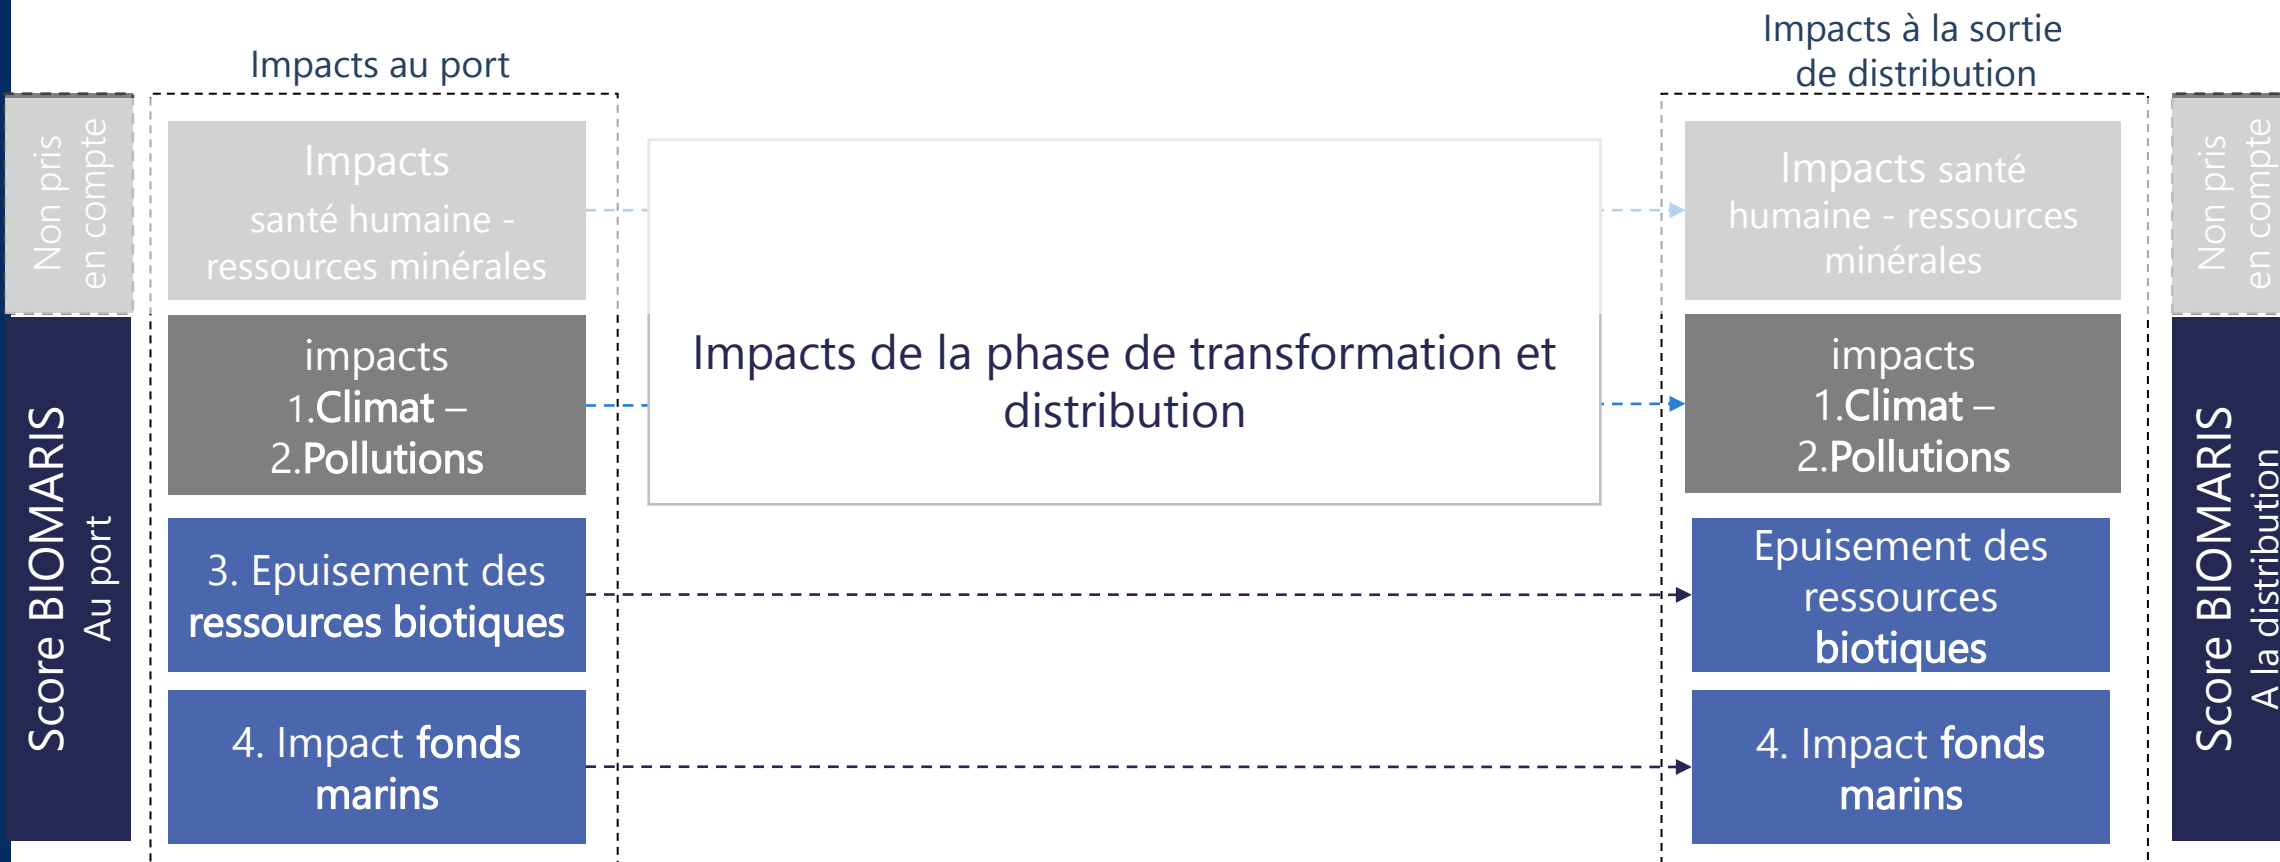 Impacts au port
Impacts à la sortie
de distribution
Non pris
en compte
Impacts
santé humaine -
ressources minérales
Impacts santé
humaine - ressources
minérales
Non pris
en compte
Score BIOMARIS
Au port
impacts
1.Climat –
2.Pollutions
Impacts de la phase de transformation et
distribution
impacts
1.Climat –
2.Pollutions
Score BIOMARIS
A la distribution
3. Epuisement des
ressources biotiques
Epuisement des
ressources
biotiques
4. Impact fonds
marins
4. Impact fonds
marins